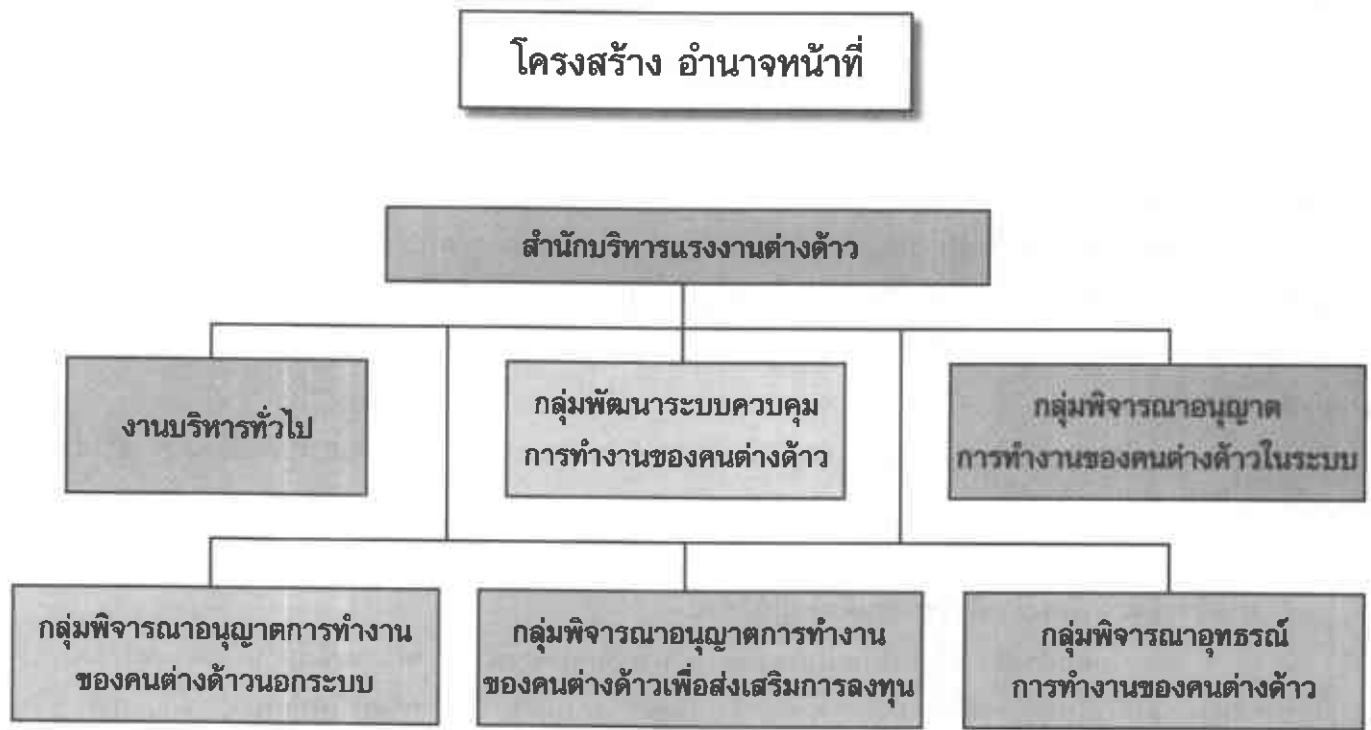 โครงสร้าง อำนาจหน้าที่
สำนักบริหารแรงงานต่างด้าว
งานบริหารทั่วไป
กลุ่มพัฒนาระบบควบคุม
การทำงานของคนต่างด้าว
กลุ่มพิจารณาอนุญาต
การทำงานของคนต่างด้าวในระบบ
กลุ่มพิจารณาอนุญาตการทำงาน
ของคนต่างด้าวนอกระบบ
กลุ่มพิจารณาอนุญาตการทำงาน
ของคนต่างด้าวเพื่อส่งเสริมการลงทุน
กลุ่มพิจารณาอุทธรณ์
การทำงานของคนต่างด้าว